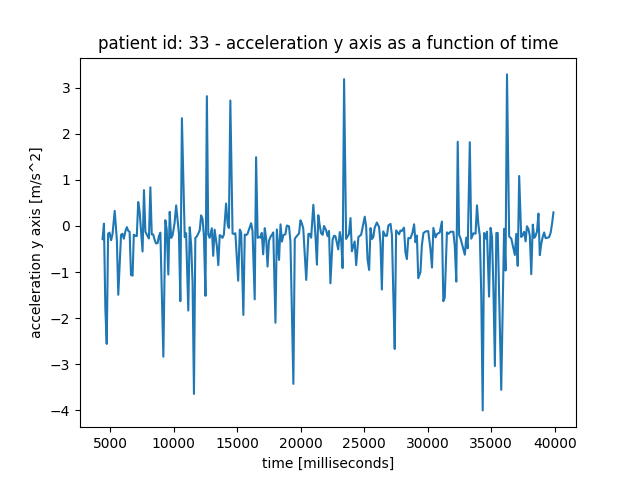 patient id: 33 - acceleration y axis as a function of time
3
2
1
0
−1
−2
−3
−4
acceleration y axis [m/s^2]
5000 10000 15000 20000 25000 30000 35000 40000
time [milliseconds]